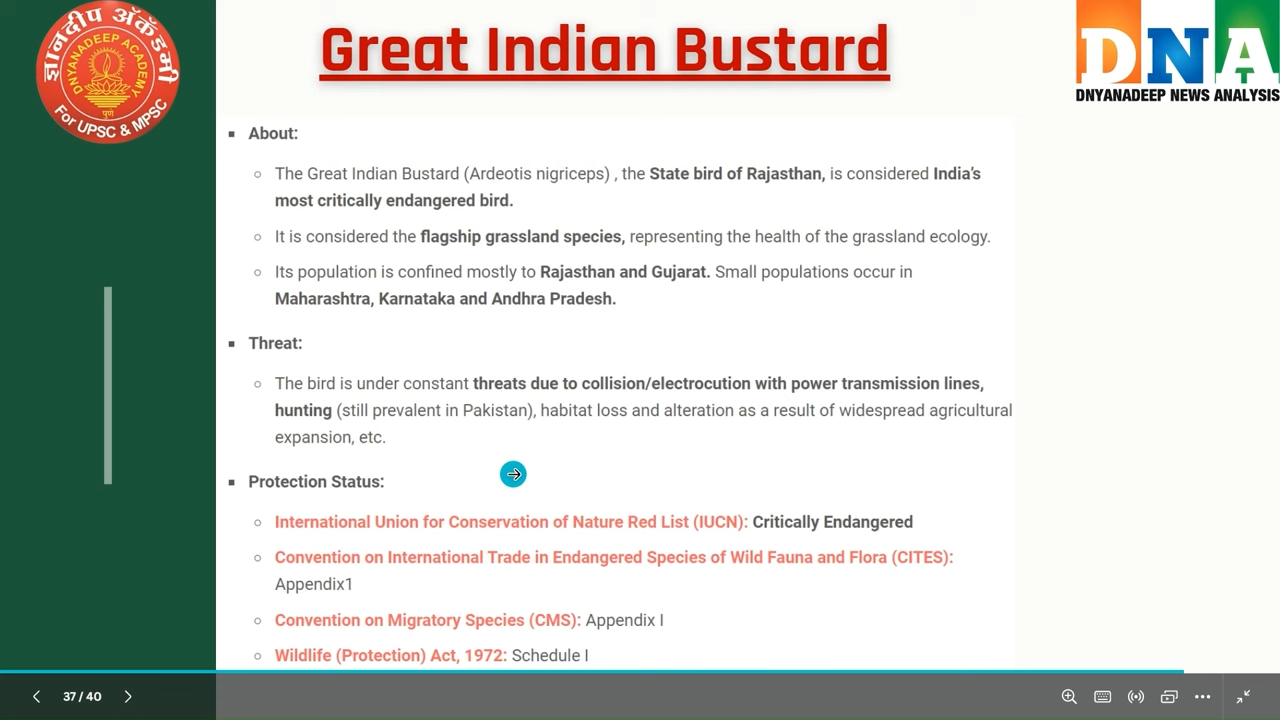 ज्ञानदीप अॅकॅडमी
DNYANADEEP ACADEMY
पुणे
For UPSC & MPSC
Great Indian Bustard
DNA
DNYANADEEP NEWS ANALYSIS
▪ About:
○ The Great Indian Bustard (Ardeotis nigriceps) , the State bird of Rajasthan, is considered India's
most critically endangered bird.
○ It is considered the flagship grassland species, representing the health of the grassland ecology.
○ Its population is confined mostly to Rajasthan and Gujarat. Small populations occur in
Maharashtra, Karnataka and Andhra Pradesh.
▪ Threat:
○ The bird is under constant threats due to collision/electrocution with power transmission lines,
hunting (still prevalent in Pakistan), habitat loss and alteration as a result of widespread agricultural
expansion, etc.
▪ Protection Status:
○ International Union for Conservation of Nature Red List (IUCN): Critically Endangered
○ Convention on International Trade in Endangered Species of Wild Fauna and Flora (CITES):
Appendix1
○ Convention on Migratory Species (CMS): Appendix I
○ Wildlife (Protection) Act, 1972: Schedule I
37 / 40